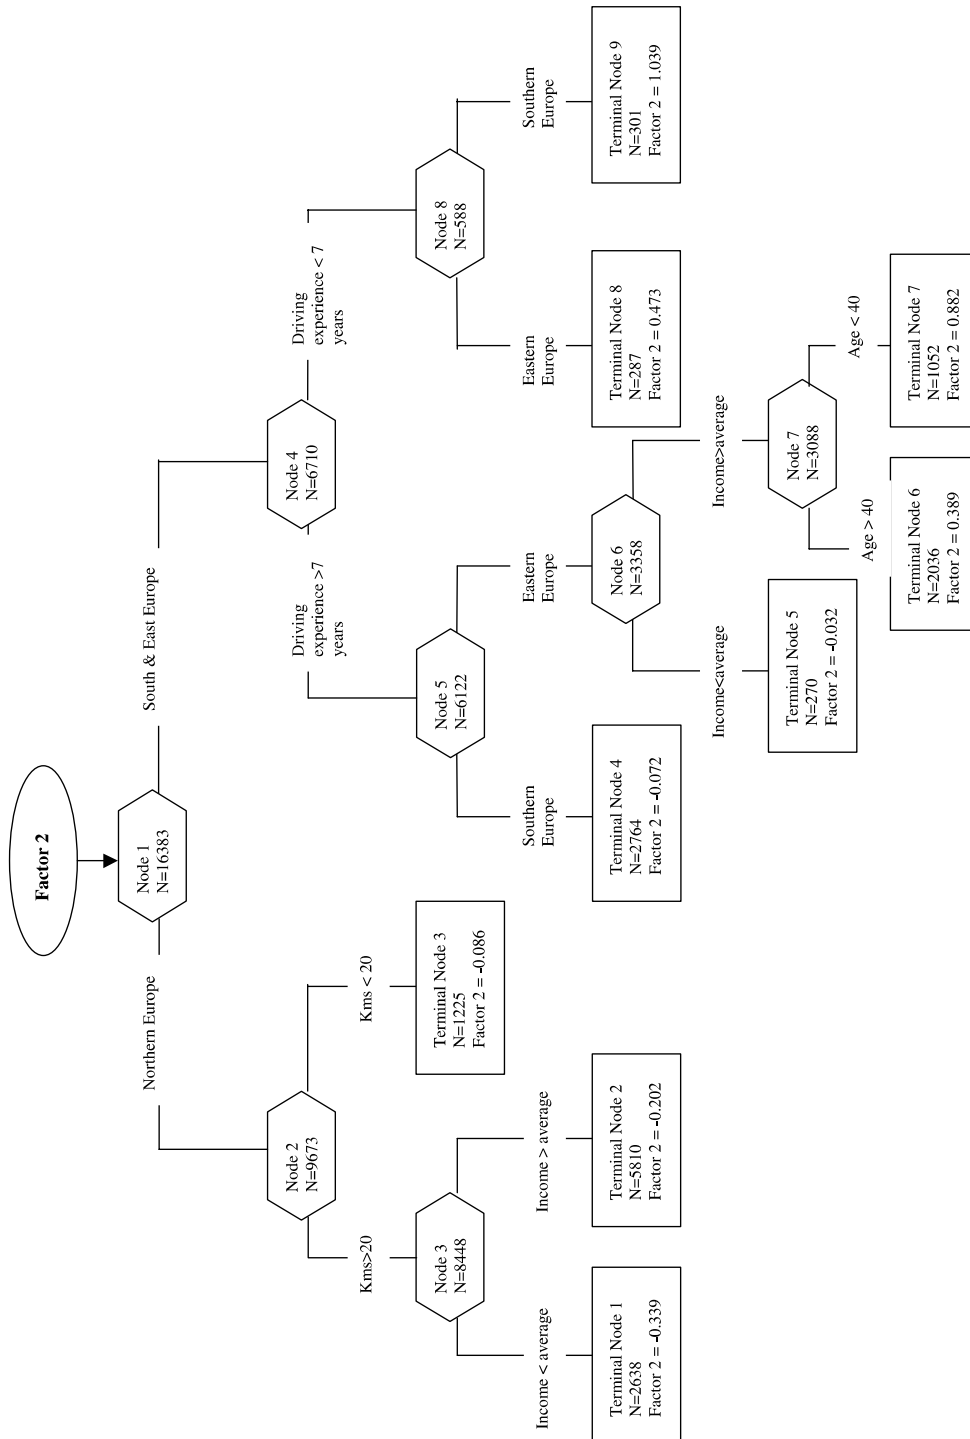 Factor 2
Node 1
N=16383
Northern Europe
South & East Europe
Node 2
N=9673
Node 4
N=6710
Kms>20
Kms < 20
Driving
experience >7
years
Driving
experience < 7
years
Node 3
N=8448
Terminal Node 3
N=1225
Factor 2 = -0.086
Node 5
N=6122
Node 8
N=588
Income < average
Income > average
Southern
Europe
Eastern
Europe
Eastern
Europe
Southern
Europe
Terminal Node 1
N=2638
Factor 2 = -0.339
Terminal Node 2
N=5810
Factor 2 = -0.202
Terminal Node 4
N=2764
Factor 2 = -0.072
Node 6
N=3358
Terminal Node 8
N=287
Factor 2 = 0.473
Terminal Node 9
N=301
Factor 2 = 1.039
Income<average
Income>average
Terminal Node 5
N=270
Factor 2 = -0.032
Node 7
N=3088
Age > 40
Age < 40
Terminal Node 6
N=2036
Factor 2 = 0.389
Terminal Node 7
N=1052
Factor 2 = 0.882